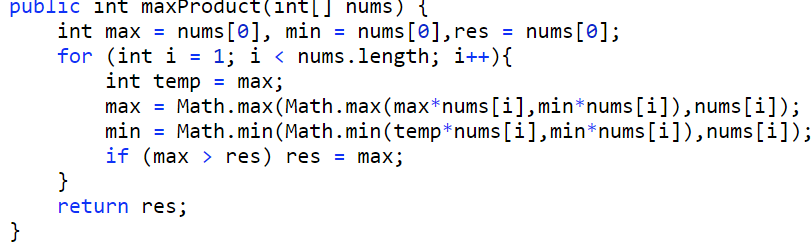 public int maxProduct(int[] nums) {
    int max = nums[0], min = nums[0],res = nums[0];
    for (int i = 1; i < nums.length; i++){
        int temp = max;
        max = Math.max(Math.max(max*nums[i],min*nums[i]),nums[i]);
        min = Math.min(Math.min(temp*nums[i],min*nums[i]),nums[i]);
        if (max > res) res = max;
    }
    return res;
}